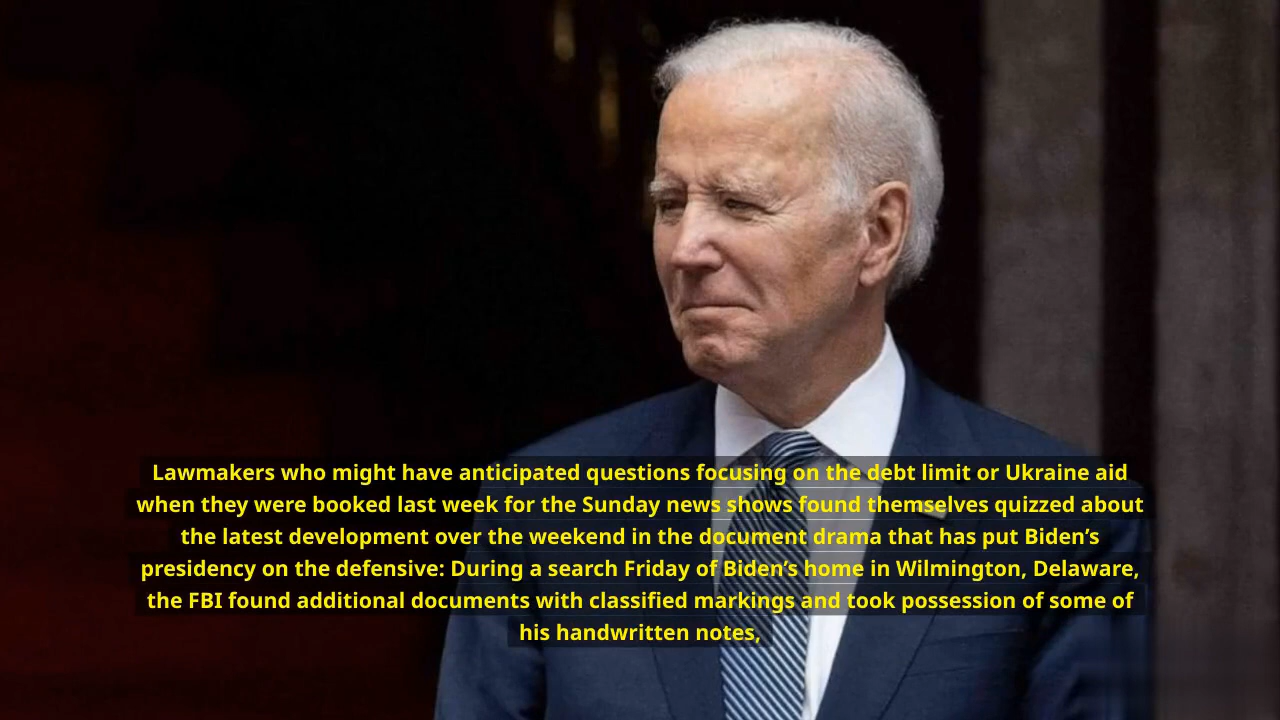 Lawmakers who might have anticipated questions focusing on the debt limit or Ukraine aid
when they were booked last week for the Sunday news shows found themselves quizzed about
the latest development over the weekend in the document drama that has put Biden’s
presidency on the defensive: During a search Friday of Biden’s home in Wilmington, Delaware,
the FBI found additional documents with classified markings and took possession of some of
his handwritten notes,